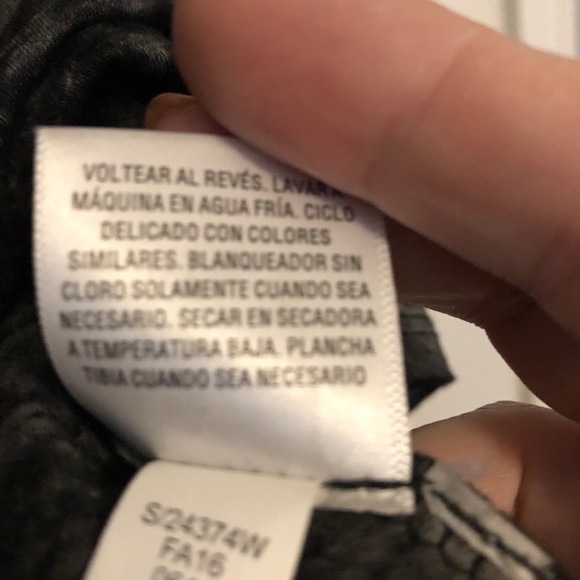 VOLTEAR AL REVÉS. LAVAR A
MÁQUINA EN AGUA FRÍA. CICLO
DELICADO CON COLORES
SIMILARES. BLANQUEADOR SIN
CLORO SOLAMENTE CUANDO SEA
NECESARIO. SECAR EN SECADORA
A TEMPERATURA BAJA. PLANCHA
TIBIA CUANDO SEA NECESARIO
S/24374W
FA16